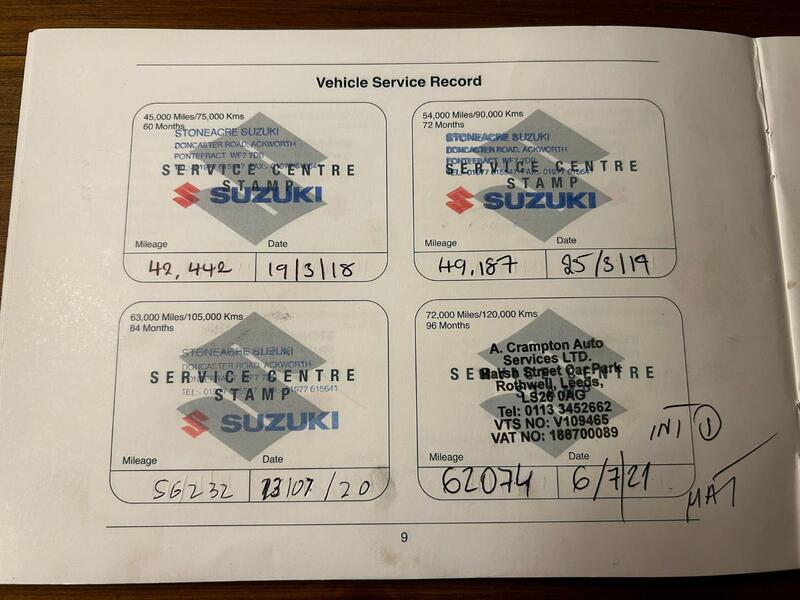 Vehicle Service Record
45,000 Miles/75,000 Kms
60 Months
STONEACRE SUZUKI
DONCASTER ROAD, ACKWORTH
PONTEFRACT WF7 7DB
SERVICE CENTRE
STAMP
SUZUKI
Mileage Date
42,442 19/3/18
54,000 Miles/90,000 Kms
72 Months
STONEACRE SUZUKI
DONCASTER ROAD, ACKWORTH
PONTEFRACT WF7 7DB
SERVICE CENTRE
STAMP
SUZUKI
Mileage Date
49,187 25/3/19
63,000 Miles/105,000 Kms
84 Months
STONEACRE SUZUKI
DONCASTER ROAD, ACKWORTH
SERVICE CENTRE
STAMP
SUZUKI
Mileage Date
56232 13/07/20
72,000 Miles/120,000 Kms
96 Months
A. Crampton Auto
Services LTD.
Marsh Street Car Park
Rothwell, Leeds,
LS26 0AG
Tel: 0113 3452662
VTS NO: V109465
VAT NO: 188700089
INT 1
Mileage Date
62074 6/7/21
9